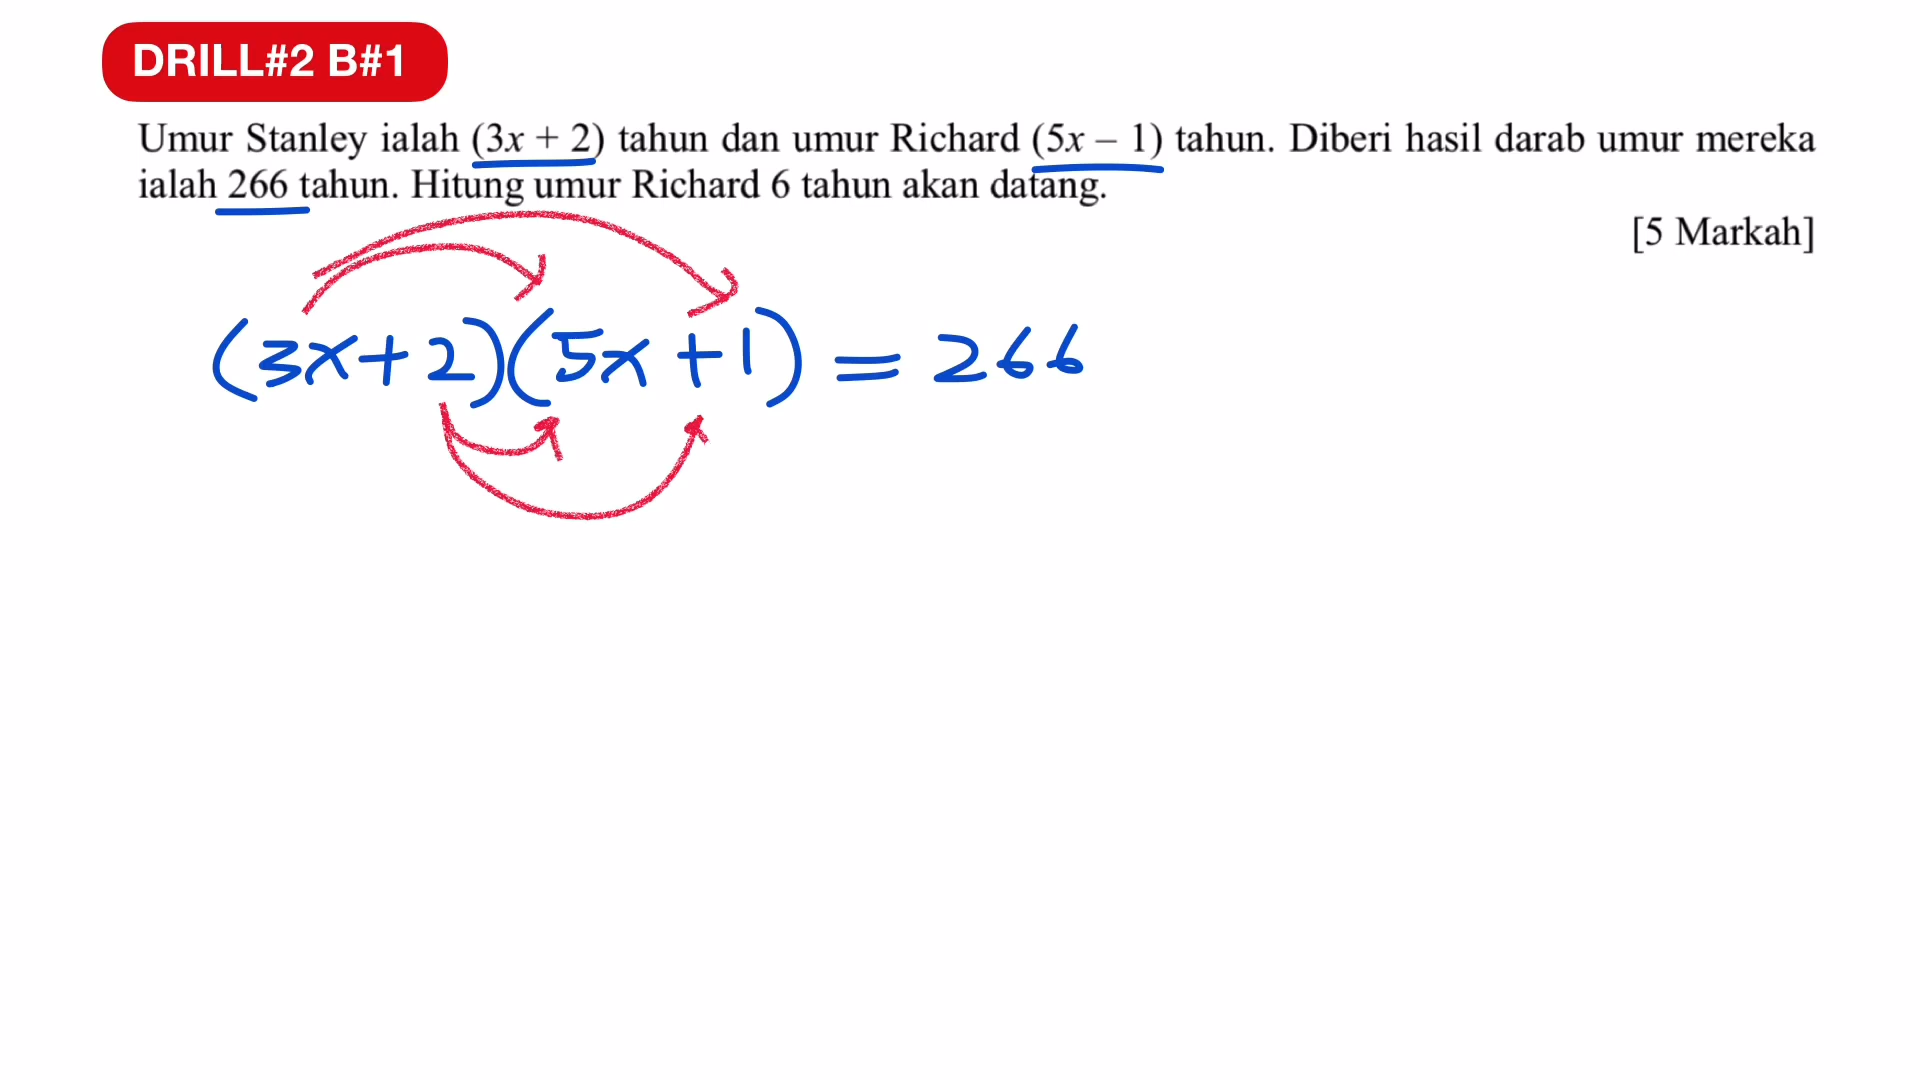 DRILL#2 B#1
Umur Stanley ialah (3x + 2) tahun dan umur Richard (5x – 1) tahun. Diberi hasil darab umur mereka
ialah 266 tahun. Hitung umur Richard 6 tahun akan datang.
[5 Markah]
(3x+2)(5x+1) = 266